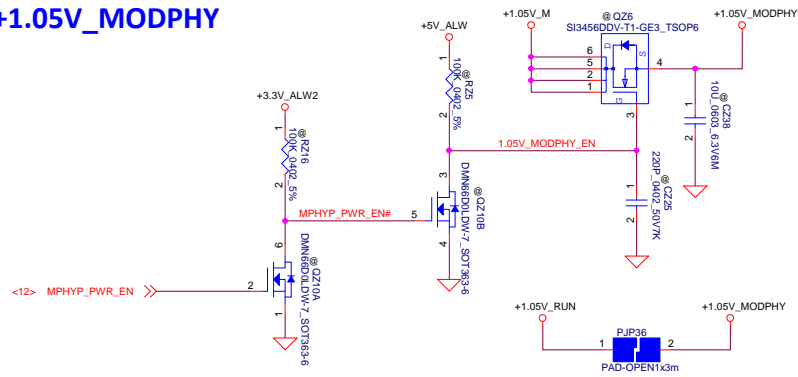 +1.05V_MODPHY
+5V_ALW
+1.05V_M
@ QZ6
SI3456DDV-T1-GE3_TSOP6
+1.05V_MODPHY
D
S
G
6
5
2
1
4
3
1
2
@ RZ5
100K_0402_5%
1
2
@ CZ38
10U_0603_6.3V6M
+3.3V_ALW2
1
2
@ RZ16
100K_0402_5%
1.05V_MODPHY_EN
3
5
4
@ QZ10B
DMN66D0LDW-7_SOT363-6
1
2
@ CZ25
220P_0402_50V7K
MPHYP_PWR_EN#
6
2
1
@ QZ10A
DMN66D0LDW-7_SOT363-6
<12> MPHYP_PWR_EN
+1.05V_RUN
+1.05V_MODPHY
PJP36
1
2
PAD-OPEN1x3m